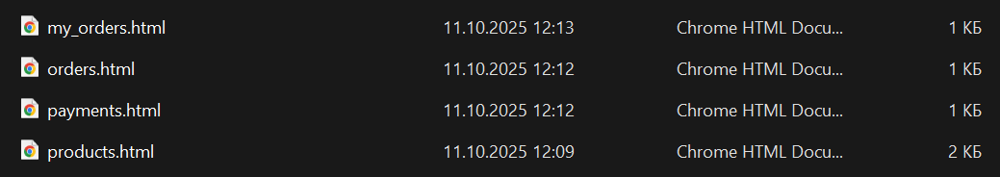 my_orders.html 11.10.2025 12:13 Chrome HTML Docu... 1 КБ
orders.html 11.10.2025 12:12 Chrome HTML Docu... 1 КБ
payments.html 11.10.2025 12:12 Chrome HTML Docu... 1 КБ
products.html 11.10.2025 12:09 Chrome HTML Docu... 2 КБ